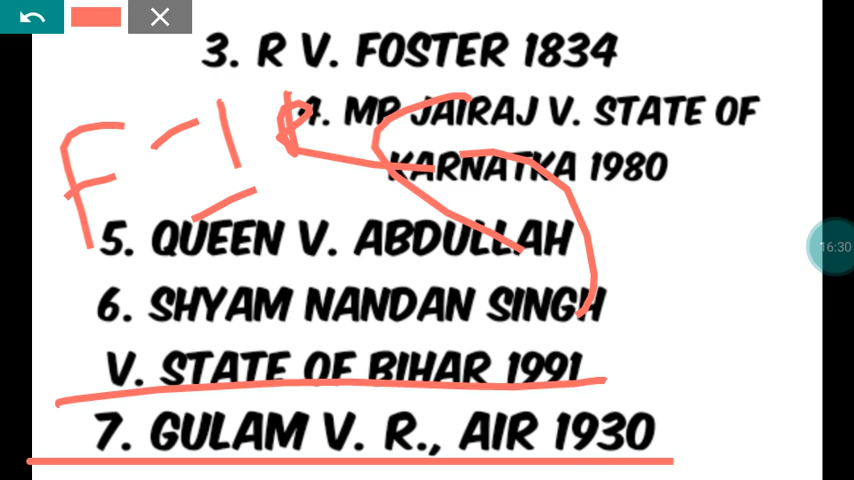 3. R V. FOSTER 1834
4. MP JAIRAJ V. STATE OF
KARNATKA 1980
5. QUEEN V. ABDULLAH
6. SHYAM NANDAN SINGH
V. STATE OF BIHAR 1991
7. GULAM V. R., AIR 1930
16:30